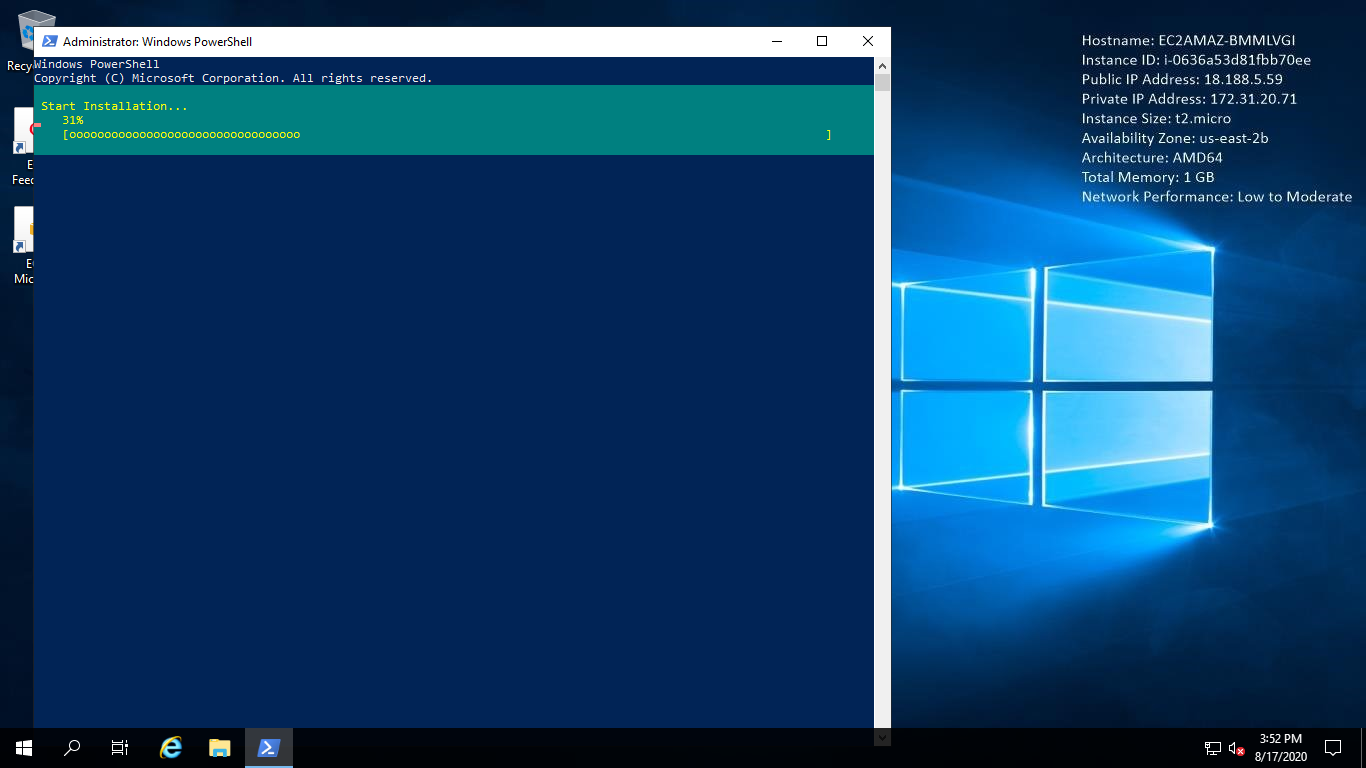 Administrator: Windows PowerShell
Windows PowerShell
Copyright (C) Microsoft Corporation. All rights reserved.
Start Installation...
31%
[ooooooooooooooooooooooooooooooooo ]
Hostname: EC2AMAZ-BMMLVGI
Instance ID: i-0636a53d81fbb70ee
Public IP Address: 18.188.5.59
Private IP Address: 172.31.20.71
Instance Size: t2.micro
Availability Zone: us-east-2b
Architecture: AMD64
Total Memory: 1 GB
Network Performance: Low to Moderate
3:52 PM
8/17/2020